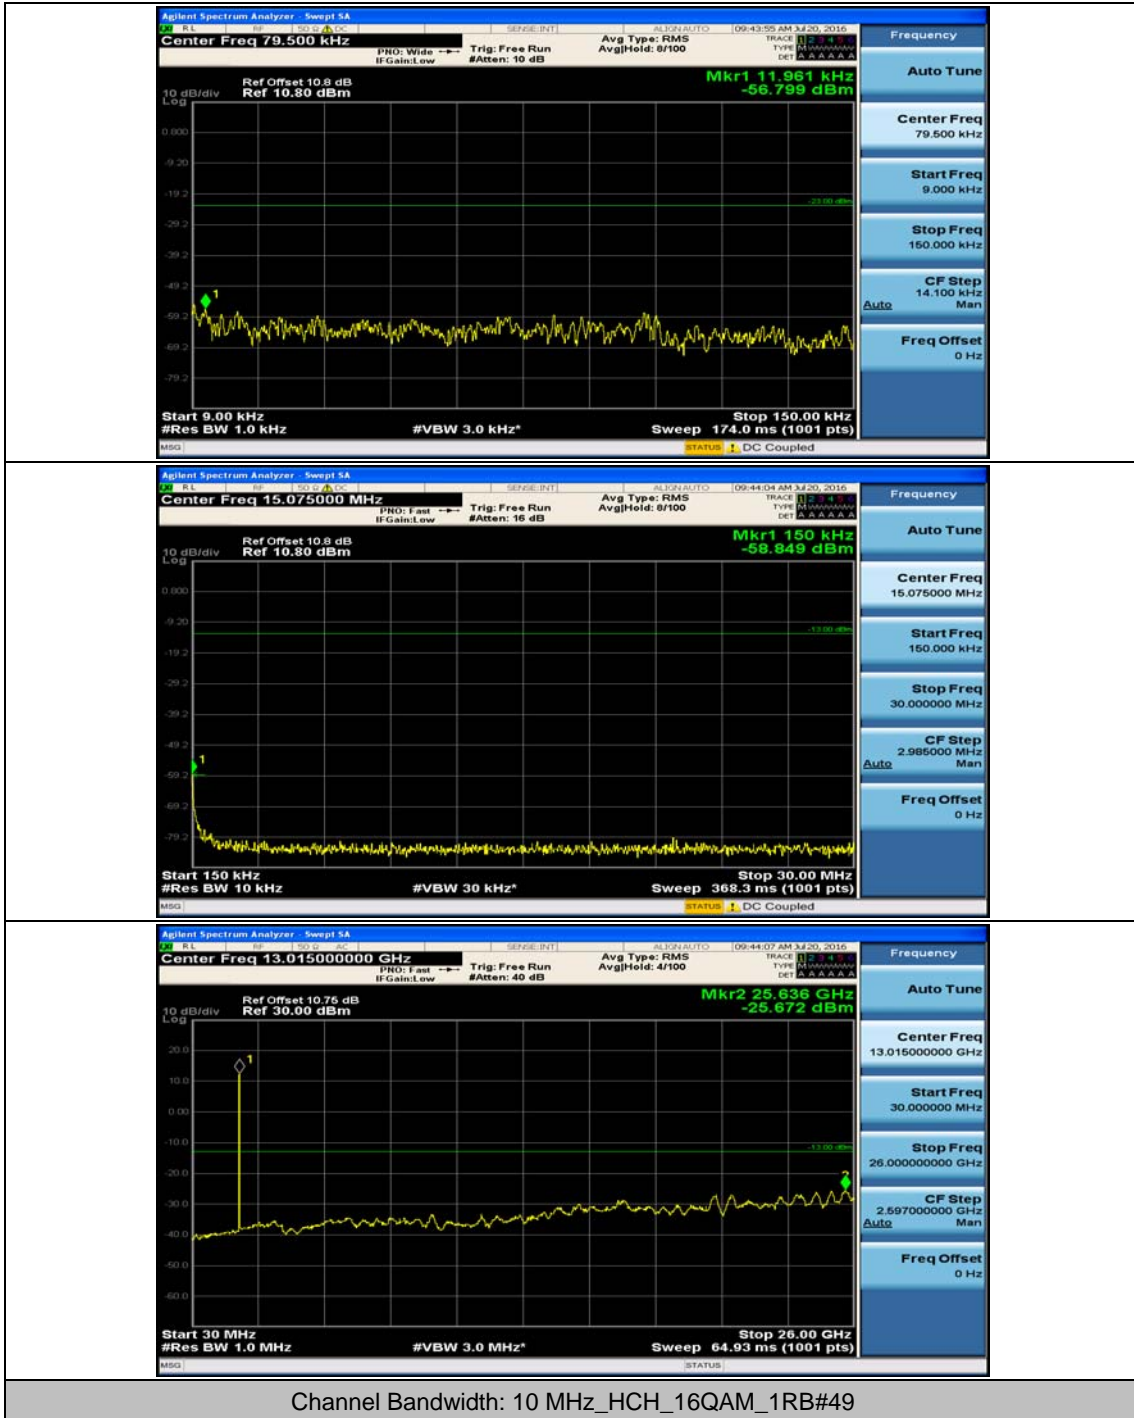 Agilent Spectrum Analyzer - Swept SA
RL RF 50 Ω DC SENSE:INT ALIGN AUTO 09:43:55 AM Jul 20, 2016
Center Freq 79.500 kHz
PNO: Wide
IFGain:Low
Trig: Free Run
#Atten: 10 dB
Avg Type: RMS
Avg|Hold: 8/100
TRACE 1 2 3 4 5 6
TYPE M
DET A A A A A A
Frequency
Auto Tune
Mkr1 11.961 kHz
-56.799 dBm
Ref Offset 10.8 dB
Ref 10.80 dBm
10 dB/div
Log
0.800
-9.20
-19.2
-23.00 dBm
-29.2
-39.2
-49.2
1
-59.2
-69.2
-79.2
Center Freq
79.500 kHz
Start Freq
9.000 kHz
Stop Freq
150.000 kHz
CF Step
14.100 kHz
Auto Man
Freq Offset
0 Hz
Start 9.00 kHz
Stop 150.00 kHz
#Res BW 1.0 kHz
#VBW 3.0 kHz*
Sweep 174.0 ms (1001 pts)
MSG
STATUS DC Coupled
Agilent Spectrum Analyzer - Swept SA
RL RF 50 Ω DC SENSE:INT ALIGN AUTO 09:44:04 AM Jul 20, 2016
Center Freq 15.075000 MHz
PNO: Fast
IFGain:Low
Trig: Free Run
#Atten: 16 dB
Avg Type: RMS
Avg|Hold: 8/100
TRACE 1 2 3 4 5 6
TYPE M
DET A A A A A A
Frequency
Auto Tune
Mkr1 150 kHz
-58.849 dBm
Ref Offset 10.8 dB
Ref 10.80 dBm
10 dB/div
Log
0.800
-9.20
-13.00 dBm
-19.2
-29.2
-39.2
-49.2
1
-59.2
-69.2
-79.2
Center Freq
15.075000 MHz
Start Freq
150.000 kHz
Stop Freq
30.000000 MHz
CF Step
2.985000 MHz
Auto Man
Freq Offset
0 Hz
Start 150 kHz
Stop 30.00 MHz
#Res BW 10 kHz
#VBW 30 kHz*
Sweep 368.3 ms (1001 pts)
MSG
STATUS DC Coupled
Agilent Spectrum Analyzer - Swept SA
RL RF 50 Ω AC SENSE:INT ALIGN AUTO 09:44:07 AM Jul 20, 2016
Center Freq 13.015000000 GHz
PNO: Fast
IFGain:Low
Trig: Free Run
#Atten: 40 dB
Avg Type: RMS
Avg|Hold: 4/100
TRACE 1 2 3 4 5 6
TYPE M
DET A A A A A A
Frequency
Auto Tune
Mkr2 25.636 GHz
-25.672 dBm
Ref Offset 10.75 dB
Ref 30.00 dBm
10 dB/div
Log
20.0
1
10.0
0.00
-10.0
-13.00 dBm
-20.0
2
-30.0
-40.0
-50.0
-60.0
Center Freq
13.015000000 GHz
Start Freq
30.000000 MHz
Stop Freq
26.000000000 GHz
CF Step
2.597000000 GHz
Auto Man
Freq Offset
0 Hz
Start 30 MHz
Stop 26.00 GHz
#Res BW 1.0 MHz
#VBW 3.0 MHz*
Sweep 64.93 ms (1001 pts)
MSG
STATUS
Channel Bandwidth: 10 MHz_HCH_16QAM_1RB#49